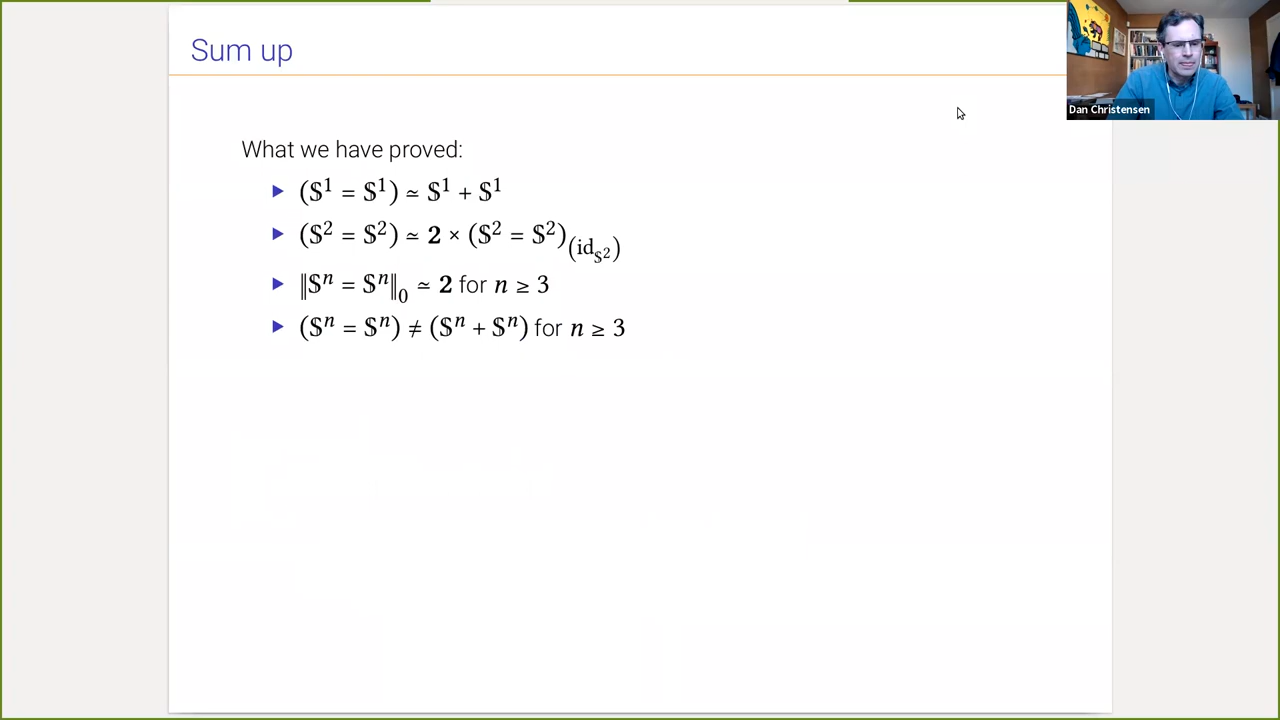 Sum up
Dan Christensen
What we have proved:
▶ (𝕊¹ = 𝕊¹) ≃ 𝕊¹ + 𝕊¹
▶ (𝕊² = 𝕊²) ≃ 𝟐 × (𝕊² = 𝕊²)_(id_𝕊²)
▶ ‖𝕊ⁿ = 𝕊ⁿ‖₀ ≃ 𝟐 for n ≥ 3
▶ (𝕊ⁿ = 𝕊ⁿ) ≠ (𝕊ⁿ + 𝕊ⁿ) for n ≥ 3